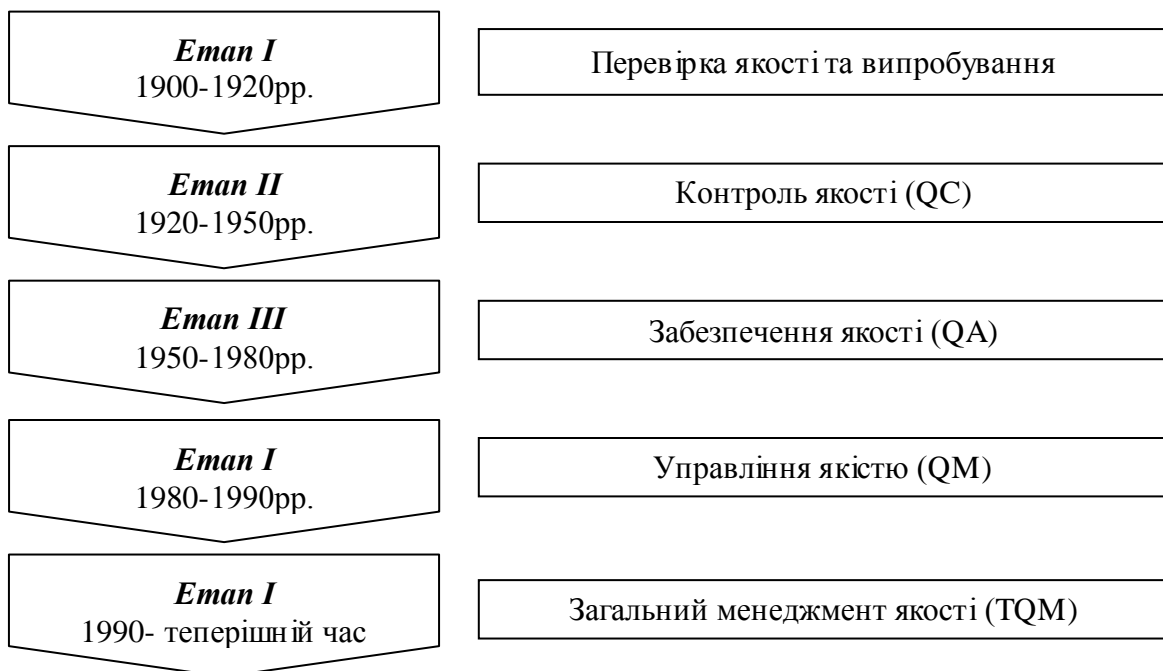 Етап I
1900-1920рр.
Перевірка якості та випробування
Етап II
1920-1950рр.
Контроль якості (QC)
Етап III
1950-1980рр.
Забезпечення якості (QA)
Етап I
1980-1990рр.
Управління якістю (QM)
Етап I
1990- теперішній час
Загальний менеджмент якості (TQM)